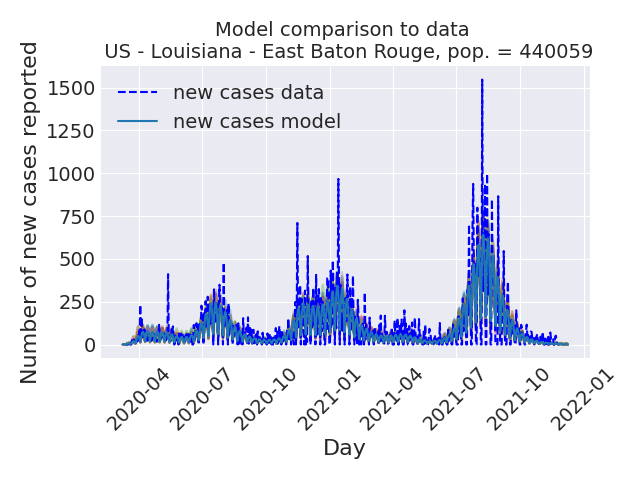 Model comparison to data
US - Louisiana - East Baton Rouge, pop. = 440059
Number of new cases reported
1500
1250
1000
750
500
250
0
new cases data
new cases model
2020-04
2020-07
2020-10
2021-01
2021-04
2021-07
2021-10
2022-01
Day